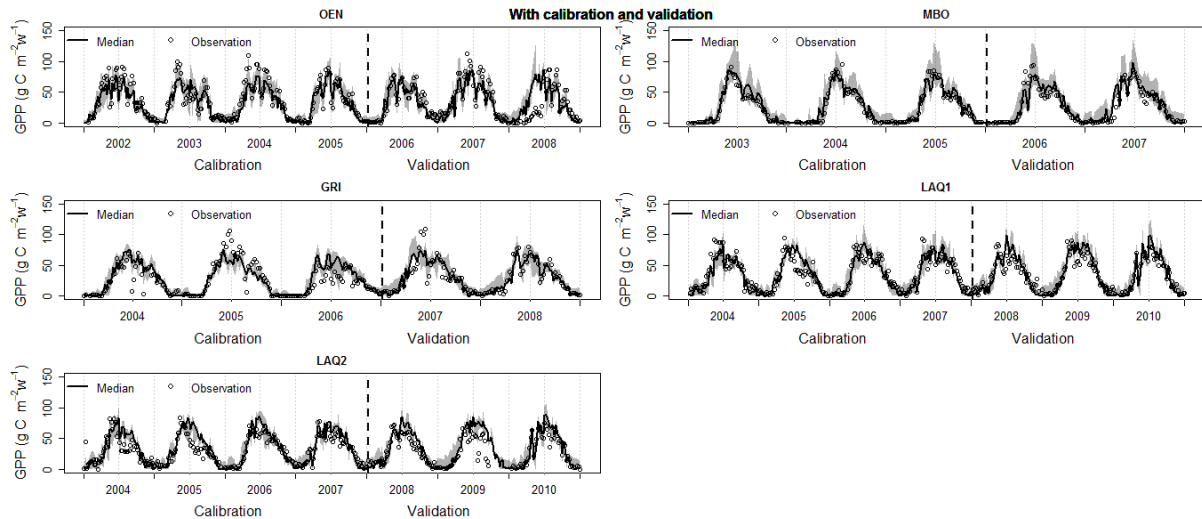 With calibration and validation
OEN
GPP (g C m−2w−1)
0 50 100 150
Median Observation
2002 2003 2004 2005 2006 2007 2008
Calibration Validation
MBO
GPP (g C m−2w−1)
0 50 100 150
Median Observation
2003 2004 2005 2006 2007
Calibration Validation
GRI
GPP (g C m−2w−1)
0 50 100 150
Median Observation
2004 2005 2006 2007 2008
Calibration Validation
LAQ1
GPP (g C m−2w−1)
0 50 100 150
Median Observation
2004 2005 2006 2007 2008 2009 2010
Calibration Validation
LAQ2
GPP (g C m−2w−1)
0 50 100 150
Median Observation
2004 2005 2006 2007 2008 2009 2010
Calibration Validation